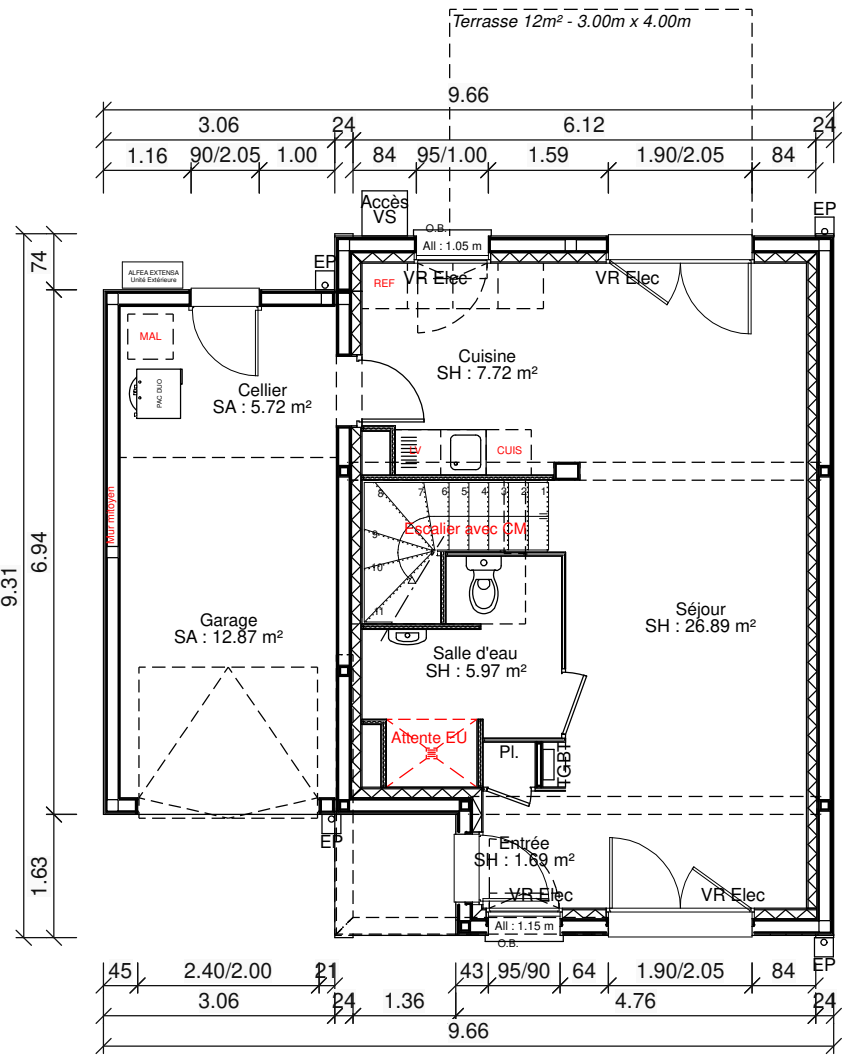 Terrasse 12m² - 3.00m x 4.00m
9.66
3.06
24
6.12
24
1.16
90/2.05
1.00
84
95/1.00
1.59
1.90/2.05
84
Accès
VS
EP
O.B.
All : 1.05 m
EP
74
ALFEA EXTENSA
Unité Extérieure
REF
VR Elec
VR Elec
MAL
PAC DUO
Cuisine
SH : 7.72 m²
Cellier
SA : 5.72 m²
LV
CUIS
Mur mitoyen
8
7
6
5
4
3
2
1
Escalier avec CM
9
10
11
9.31
6.94
Garage
SA : 12.87 m²
Séjour
SH : 26.89 m²
Salle d'eau
SH : 5.97 m²
Attente EU
Pl.
TGBT
EP
Entrée
SH : 1.69 m²
1.63
VR Elec
VR Elec
All : 1.15 m
O.B.
EP
45
2.40/2.00
21
43
95/90
64
1.90/2.05
84
3.06
24
1.36
4.76
24
9.66